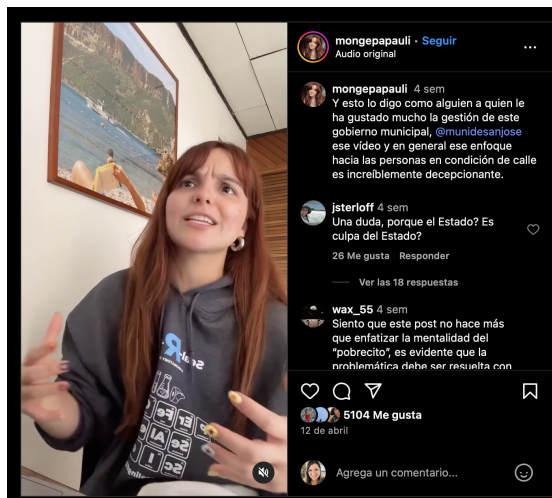 mongepapauli • Seguir
Audio original
mongepapauli 4 sem
Y esto lo digo como alguien a quien le
ha gustado mucho la gestión de este
gobierno municipal, @munidesanjose
ese vídeo y en general ese enfoque
hacia las personas en condición de calle
es increíblemente decepcionante.
jsterloff 4 sem
Una duda, porque el Estado? Es
culpa del Estado?
26 Me gusta Responder
Ver las 18 respuestas
wax_55 4 sem
Siento que este post no hace más
que enfatizar la mentalidad del
"pobrecito", es evidente que la
problemática debe ser resuelta con
5104 Me gusta
12 de abril
Agrega un comentario...